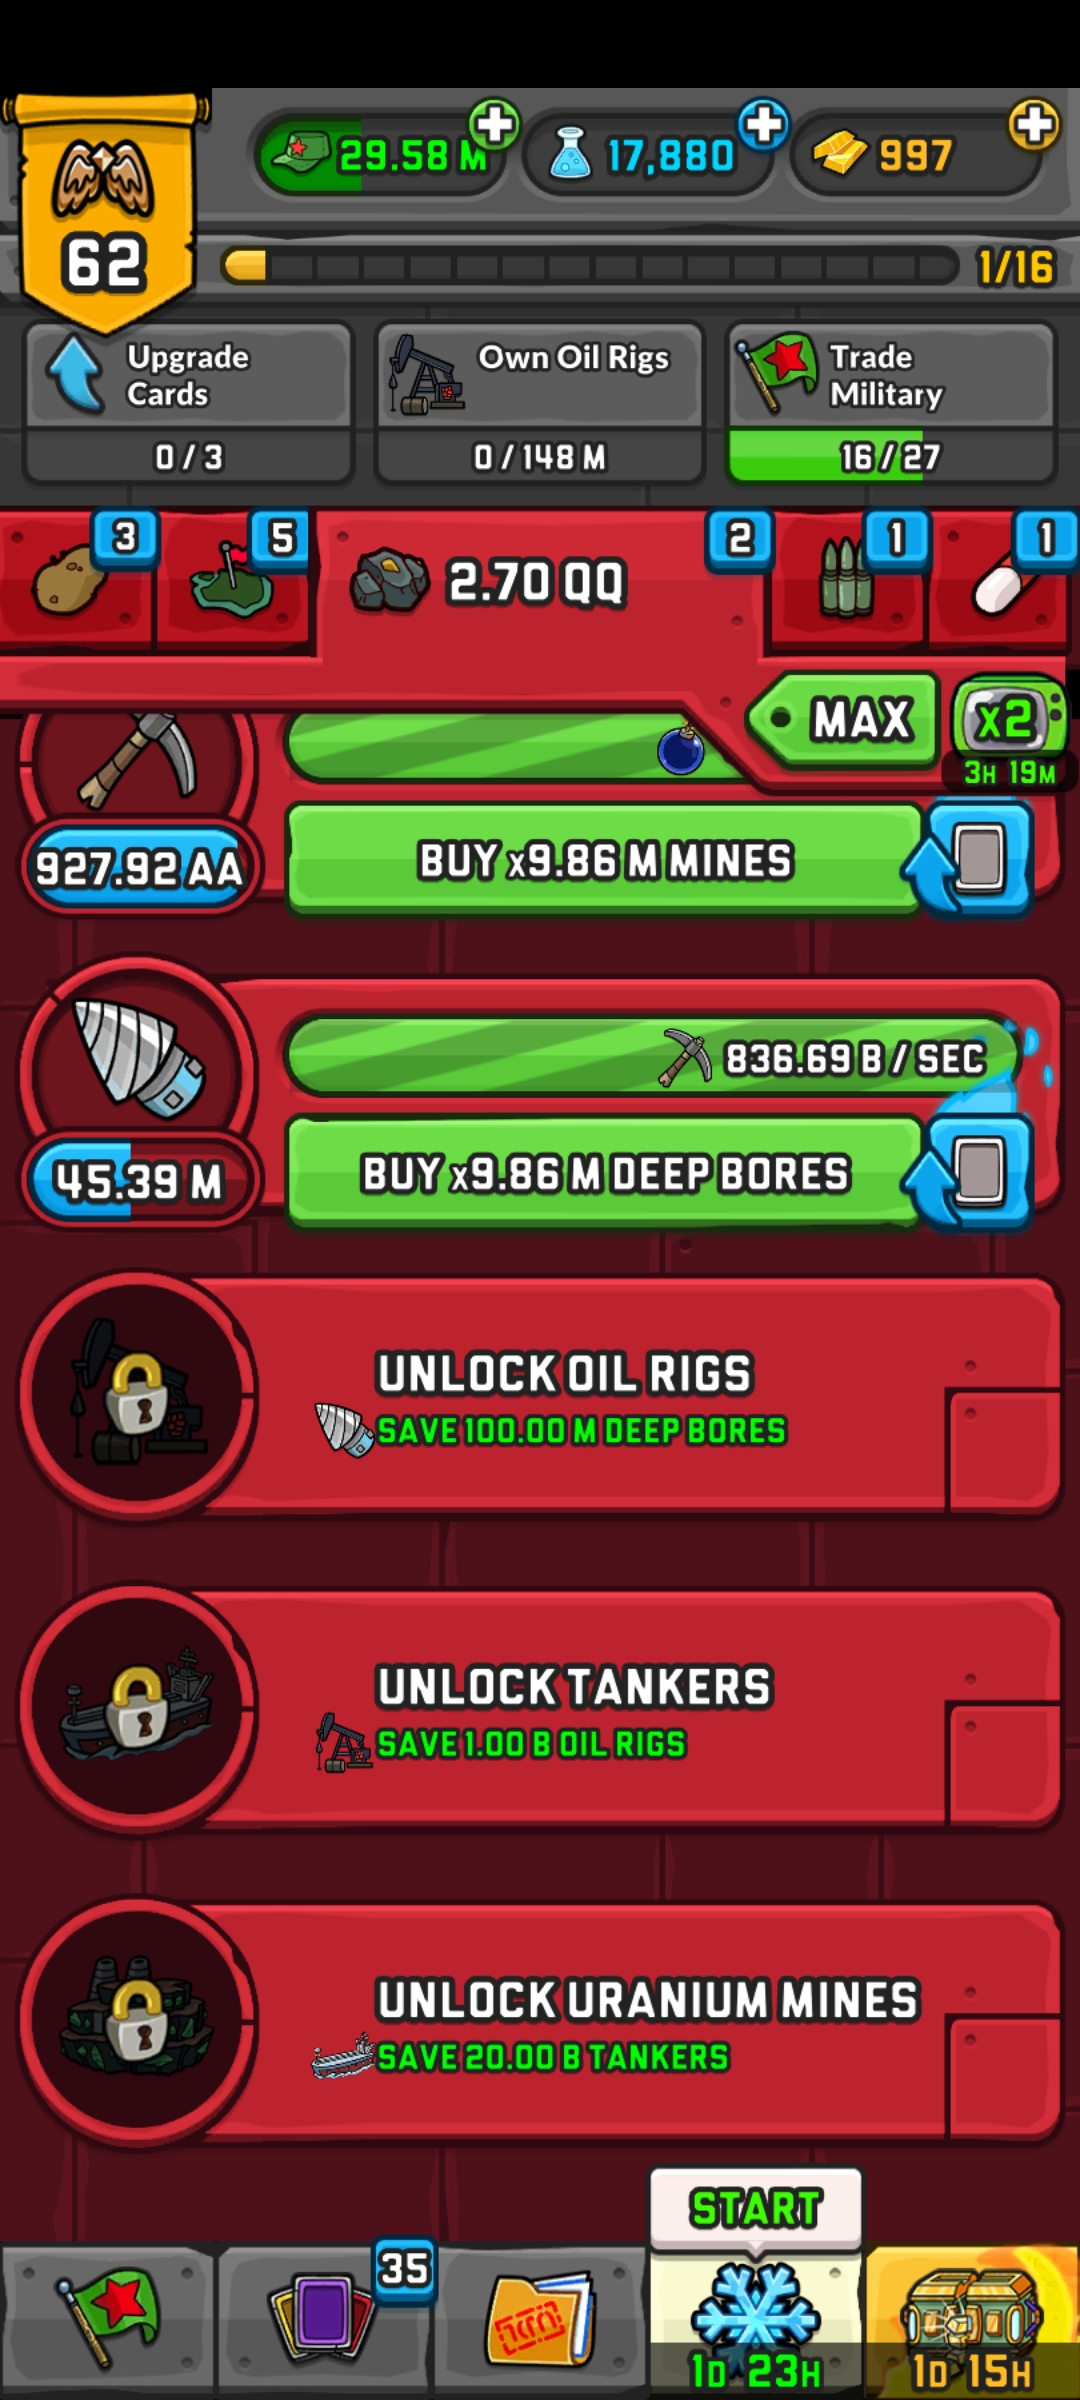 29.58 M
17,880
997
62
1/16
Upgrade
Cards
0 / 3
Own Oil Rigs
0 / 148 M
Trade
Military
16 / 27
3
5
2.70 QQ
2
1
1
MAX
x2
3H 19M
927.92 AA
BUY x9.86 M MINES
836.69 B / SEC
45.39 M
BUY x9.86 M DEEP BORES
UNLOCK OIL RIGS
SAVE 100.00 M DEEP BORES
UNLOCK TANKERS
SAVE 1.00 B OIL RIGS
UNLOCK URANIUM MINES
SAVE 20.00 B TANKERS
START
35
1D 23H
1D 15H